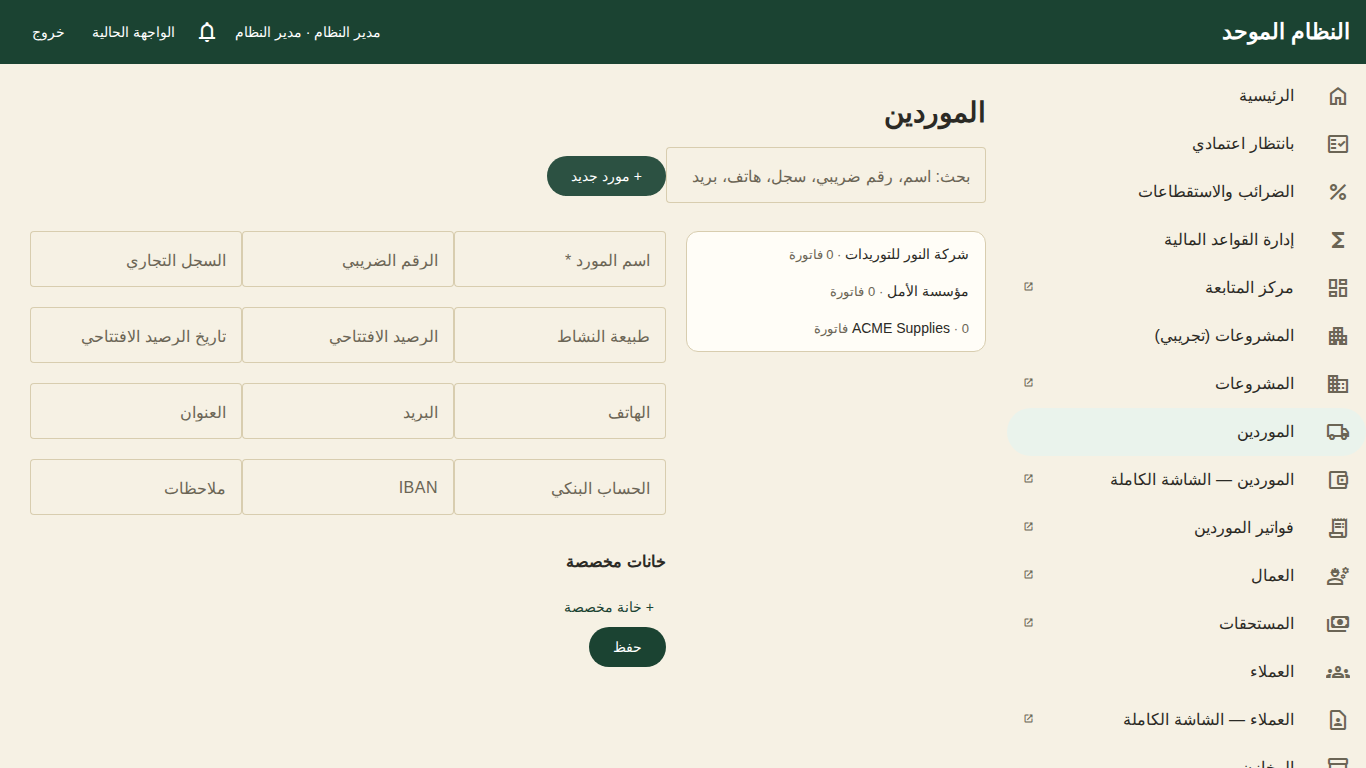 النظام الموحد
مدير النظام · مدير النظام
الواجهة الحالية
خروج
الرئيسية
بانتظار اعتمادي
الضرائب والاستقطاعات
إدارة القواعد المالية
مركز المتابعة
المشروعات (تجريبي)
المشروعات
الموردين
الموردين — الشاشة الكاملة
فواتير الموردين
العمال
المستحقات
العملاء
العملاء — الشاشة الكاملة
المخازن
الموردين
بحث: اسم، رقم ضريبي، سجل، هاتف، بريد
+ مورد جديد
شركة النور للتوريدات · 0 فاتورة
مؤسسة الأمل · 0 فاتورة
ACME Supplies · 0 فاتورة
اسم المورد *
الرقم الضريبي
السجل التجاري
طبيعة النشاط
الرصيد الافتتاحي
تاريخ الرصيد الافتتاحي
الهاتف
البريد
العنوان
الحساب البنكي
IBAN
ملاحظات
خانات مخصصة
+ خانة مخصصة
حفظ